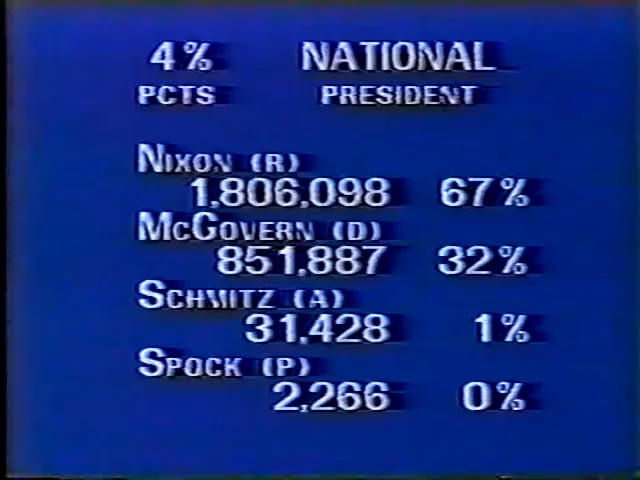 4% NATIONAL
PCTS PRESIDENT
NIXON (R)
1,806,098 67%
MCGOVERN (D)
851,887 32%
SCHMITZ (A)
31,428 1%
SPOCK (P)
2,266 0%